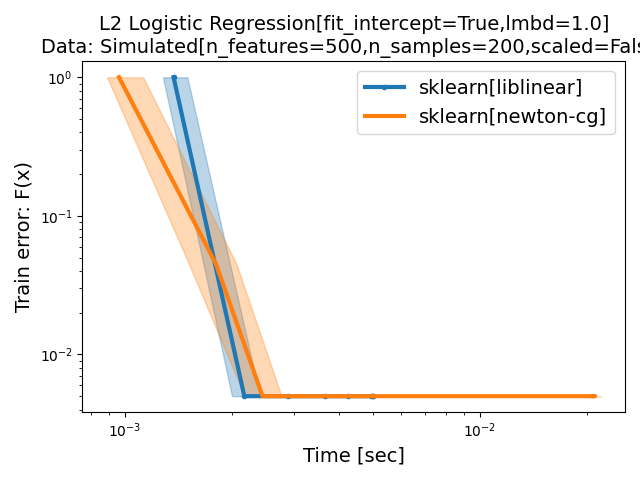 L2 Logistic Regression[fit_intercept=True,lmbd=1.0]
Data: Simulated[n_features=500,n_samples=200,scaled=Fals
sklearn[liblinear]
sklearn[newton-cg]
Train error: F(x)
10⁰
10⁻¹
10⁻²
10⁻³
10⁻²
Time [sec]